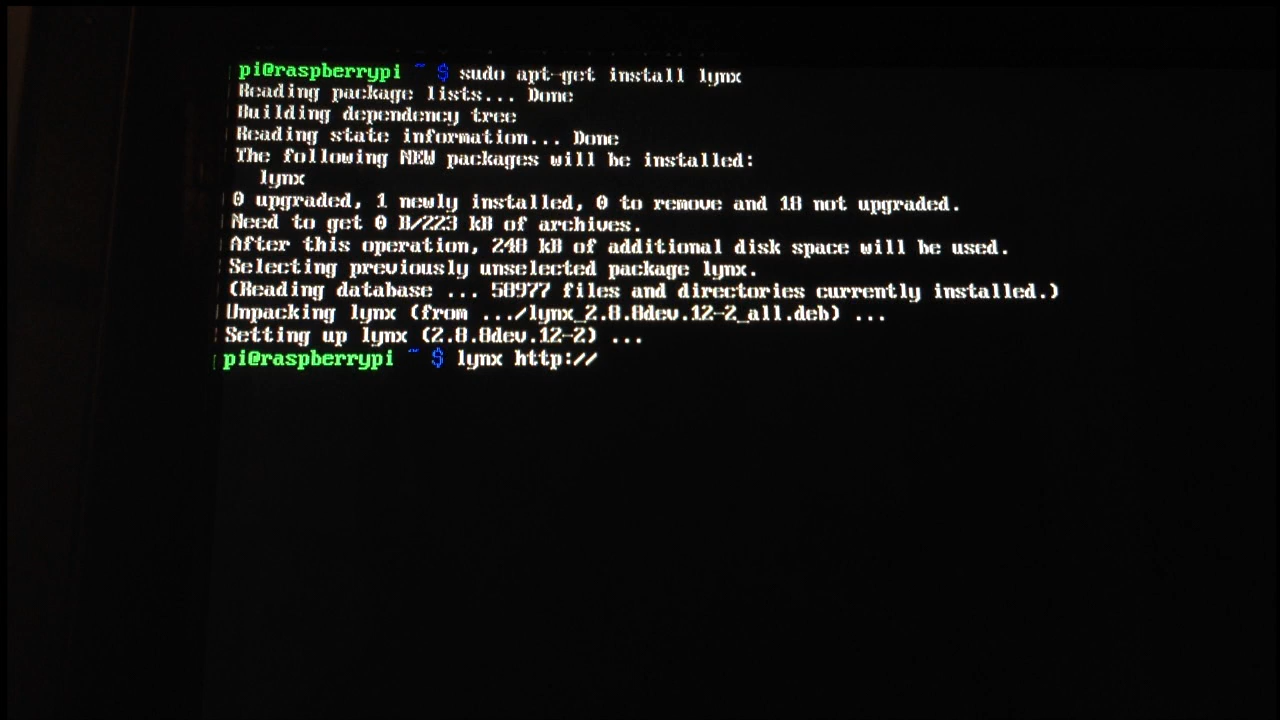 pi@raspberrypi ~ $ sudo apt-get install lynx
Reading package lists... Done
Building dependency tree
Reading state information... Done
The following NEW packages will be installed:
lynx
0 upgraded, 1 newly installed, 0 to remove and 18 not upgraded.
Need to get 0 B/223 kB of archives.
After this operation, 248 kB of additional disk space will be used.
Selecting previously unselected package lynx.
(Reading database ... 58977 files and directories currently installed.)
Unpacking lynx (from .../lynx_2.8.8dev.12-2_all.deb) ...
Setting up lynx (2.8.8dev.12-2) ...
pi@raspberrypi ~ $ lynx http://